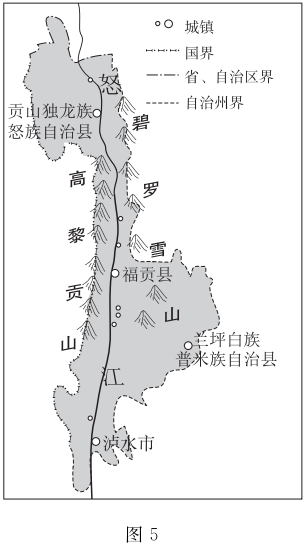 城镇
国界
省、自治区界
自治州界
怒
贡山独龙族
怒族自治县
碧
罗
雪
山
高
黎
贡
山
福贡县
兰坪白族
普米族自治县
江
泸水市
图 5